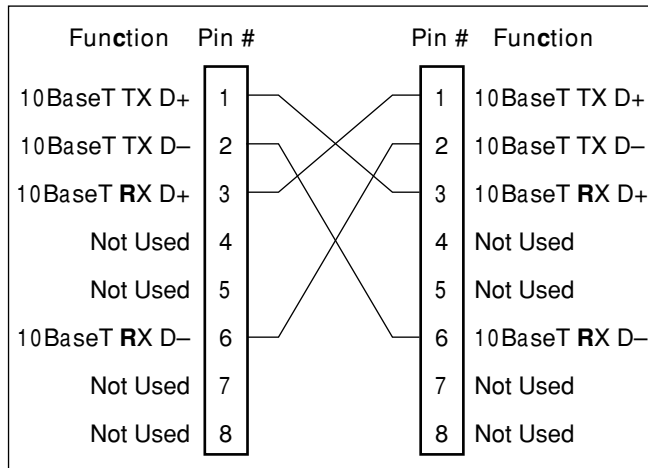 Function Pin # Pin # Function
10BaseT TX D+ 1 1 10BaseT TX D+
10BaseT TX D– 2 2 10BaseT TX D–
10BaseT RX D+ 3 3 10BaseT RX D+
Not Used 4 4 Not Used
Not Used 5 5 Not Used
10BaseT RX D– 6 6 10BaseT RX D–
Not Used 7 7 Not Used
Not Used 8 8 Not Used